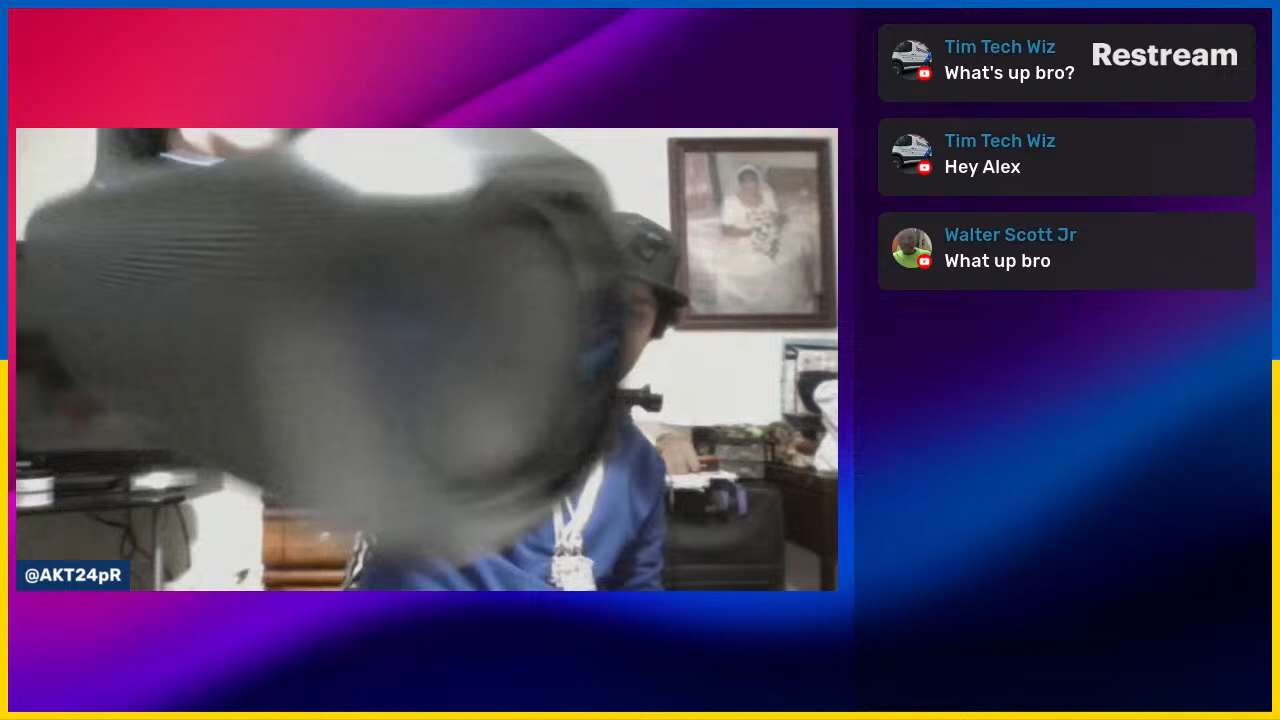 Tim Tech Wiz
What's up bro?
Restream
Tim Tech Wiz
Hey Alex
Walter Scott Jr
What up bro
@AKT24pR